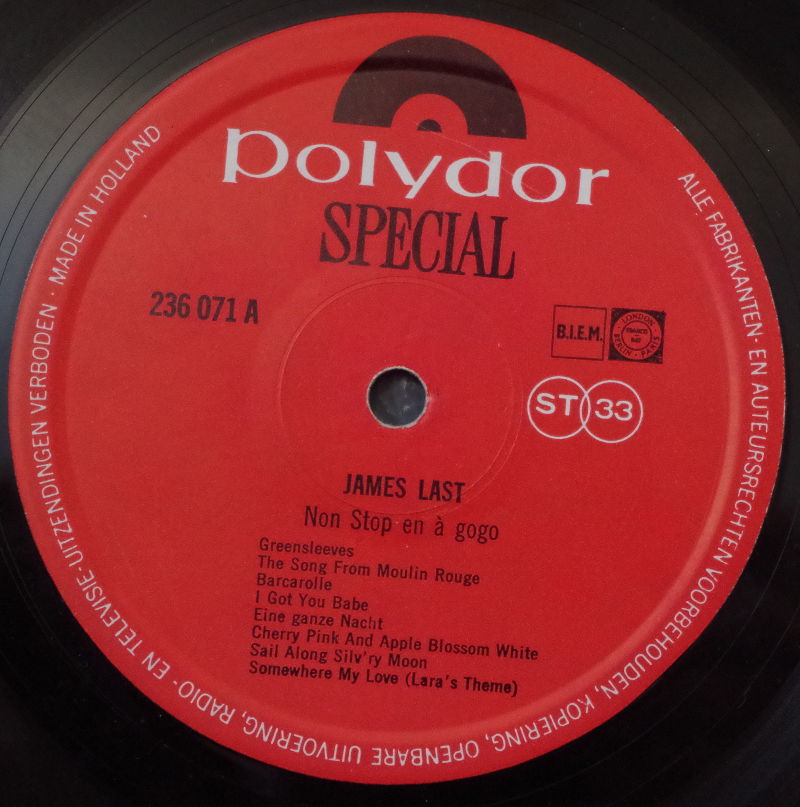 polydor
SPECIAL
236 071 A
B.I.E.M.
LONDON
BERLIN · PARIS
ST 33
JAMES LAST
Non Stop en à gogo
Greensleeves
The Song From Moulin Rouge
Barcarolle
I Got You Babe
Eine ganze Nacht
Cherry Pink And Apple Blossom White
Sail Along Silv'ry Moon
Somewhere My Love (Lara's Theme)
ALLE FABRIKANTEN- EN AUTEURSRECHTEN VOORBEHOUDEN, KOPIERING, OPENBARE UITVOERING, RADIO- EN TELEVISIE-UITZENDINGEN VERBODEN · MADE IN HOLLAND